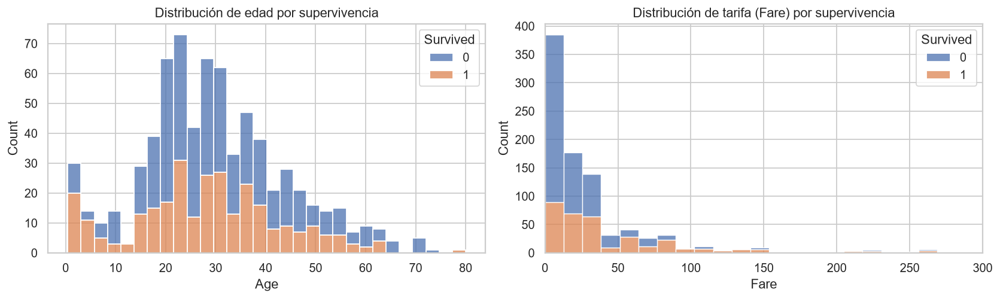 Distribución de edad por supervivencia
Count
70
60
50
40
30
20
10
0
0 10 20 30 40 50 60 70 80
Age
Survived
0
1
Distribución de tarifa (Fare) por supervivencia
Count
400
350
300
250
200
150
100
50
0
0 50 100 150 200 250 300
Fare
Survived
0
1